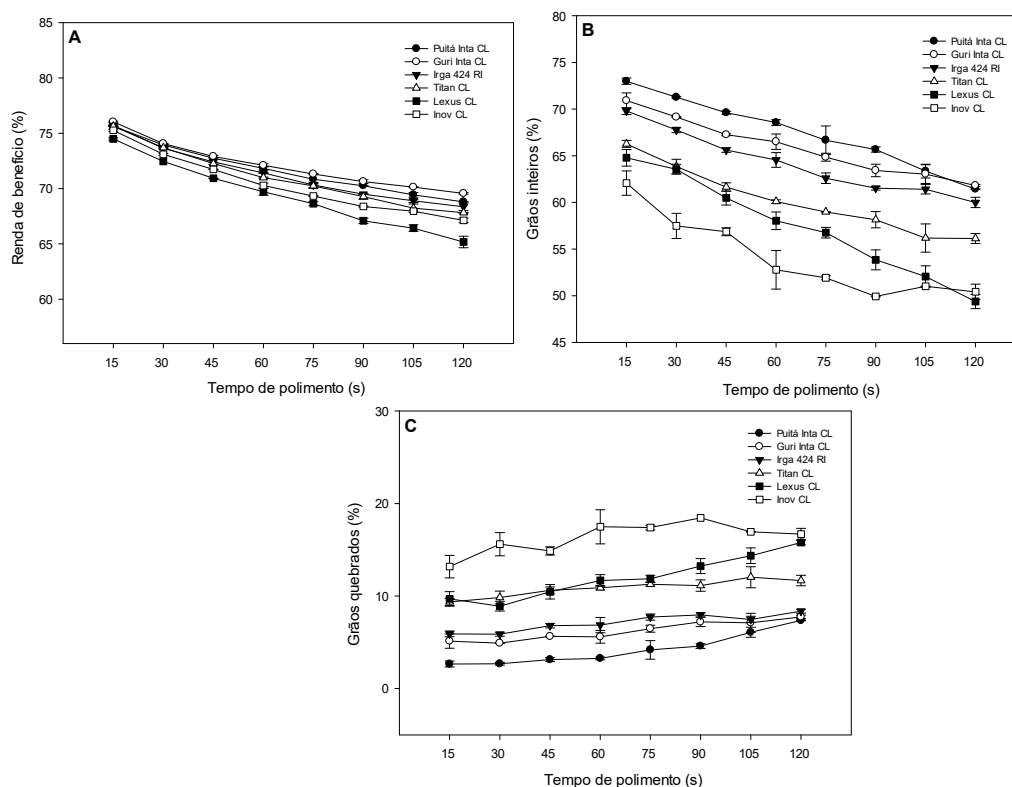 A
Renda de benefício (%)
85
80
75
70
65
60
Puitá Inta CL
Guri Inta CL
Irga 424 RI
Titan CL
Lexus CL
Inov CL
15 30 45 60 75 90 105 120
Tempo de polimento (s)
B
Grãos inteiros (%)
80
75
70
65
60
55
50
45
Puitá Inta CL
Guri Inta CL
Irga 424 RI
Titan CL
Lexus CL
Inov CL
15 30 45 60 75 90 105 120
Tempo de polimento (s)
C
Grãos quebrados (%)
30
20
10
0
Puitá Inta CL
Guri Inta CL
Irga 424 RI
Titan CL
Lexus CL
Inov CL
15 30 45 60 75 90 105 120
Tempo de polimento (s)